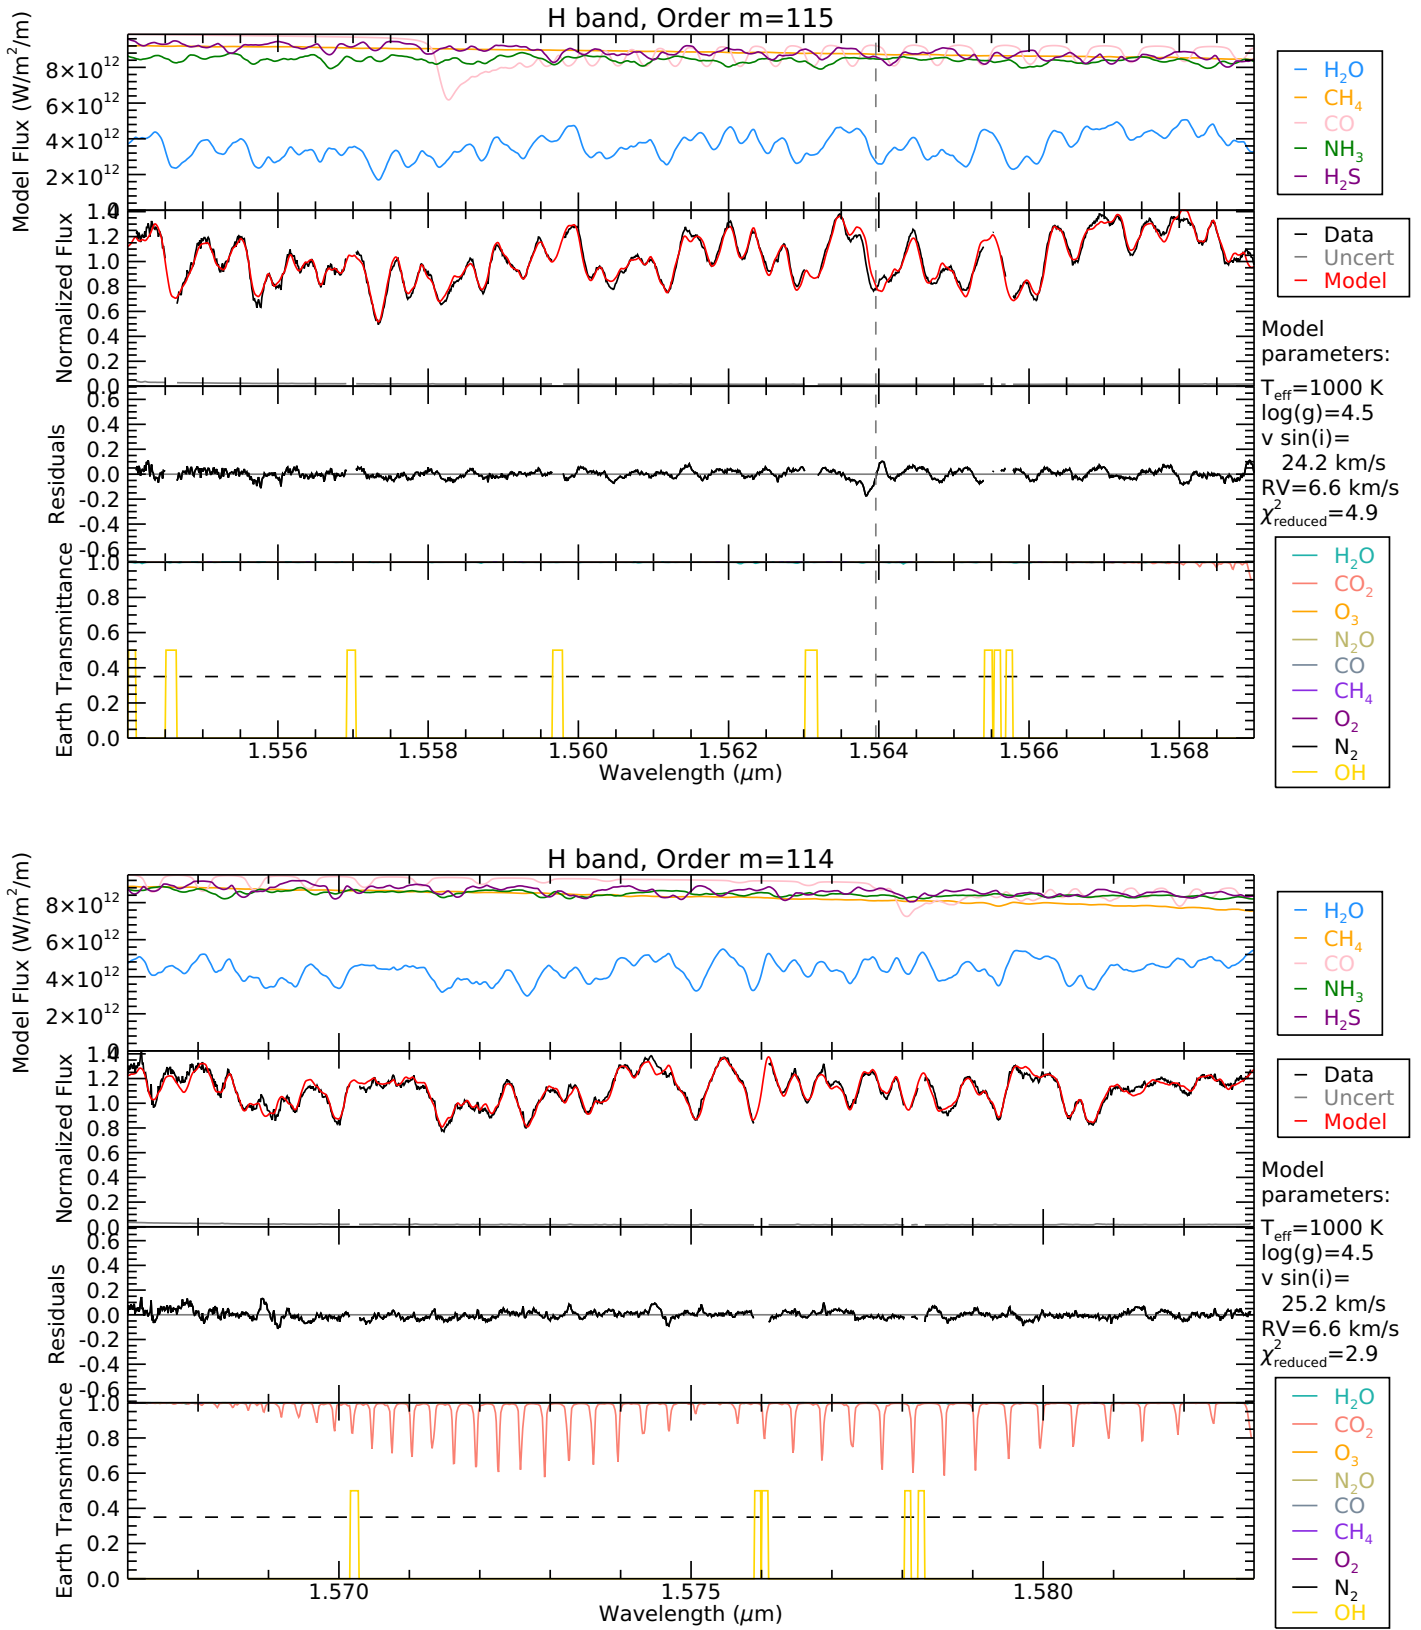 H band, Order m=115
Model Flux (W/m²/m)
8×10¹²
6×10¹²
4×10¹²
2×10¹²
0
H₂O
CH₄
CO
NH₃
H₂S
Normalized Flux
1.4
1.2
1.0
0.8
0.6
0.4
0.2
0.0
Data
Uncert
Model
Model
parameters:
T_eff=1000 K
log(g)=4.5
v sin(i)=
24.2 km/s
RV=6.6 km/s
χ²_reduced=4.9
Residuals
0.6
0.4
0.2
0.0
-0.2
-0.4
-0.6
Earth Transmittance
1.0
0.8
0.6
0.4
0.2
0.0
H₂O
CO₂
O₃
N₂O
CO
CH₄
O₂
N₂
OH
1.556 1.558 1.560 1.562 1.564 1.566 1.568
Wavelength (μm)
H band, Order m=114
Model Flux (W/m²/m)
8×10¹²
6×10¹²
4×10¹²
2×10¹²
0
H₂O
CH₄
CO
NH₃
H₂S
Normalized Flux
1.4
1.2
1.0
0.8
0.6
0.4
0.2
0.0
Data
Uncert
Model
Model
parameters:
T_eff=1000 K
log(g)=4.5
v sin(i)=
25.2 km/s
RV=6.6 km/s
χ²_reduced=2.9
Residuals
0.6
0.4
0.2
0.0
-0.2
-0.4
-0.6
Earth Transmittance
1.0
0.8
0.6
0.4
0.2
0.0
H₂O
CO₂
O₃
N₂O
CO
CH₄
O₂
N₂
OH
1.570 1.575 1.580
Wavelength (μm)